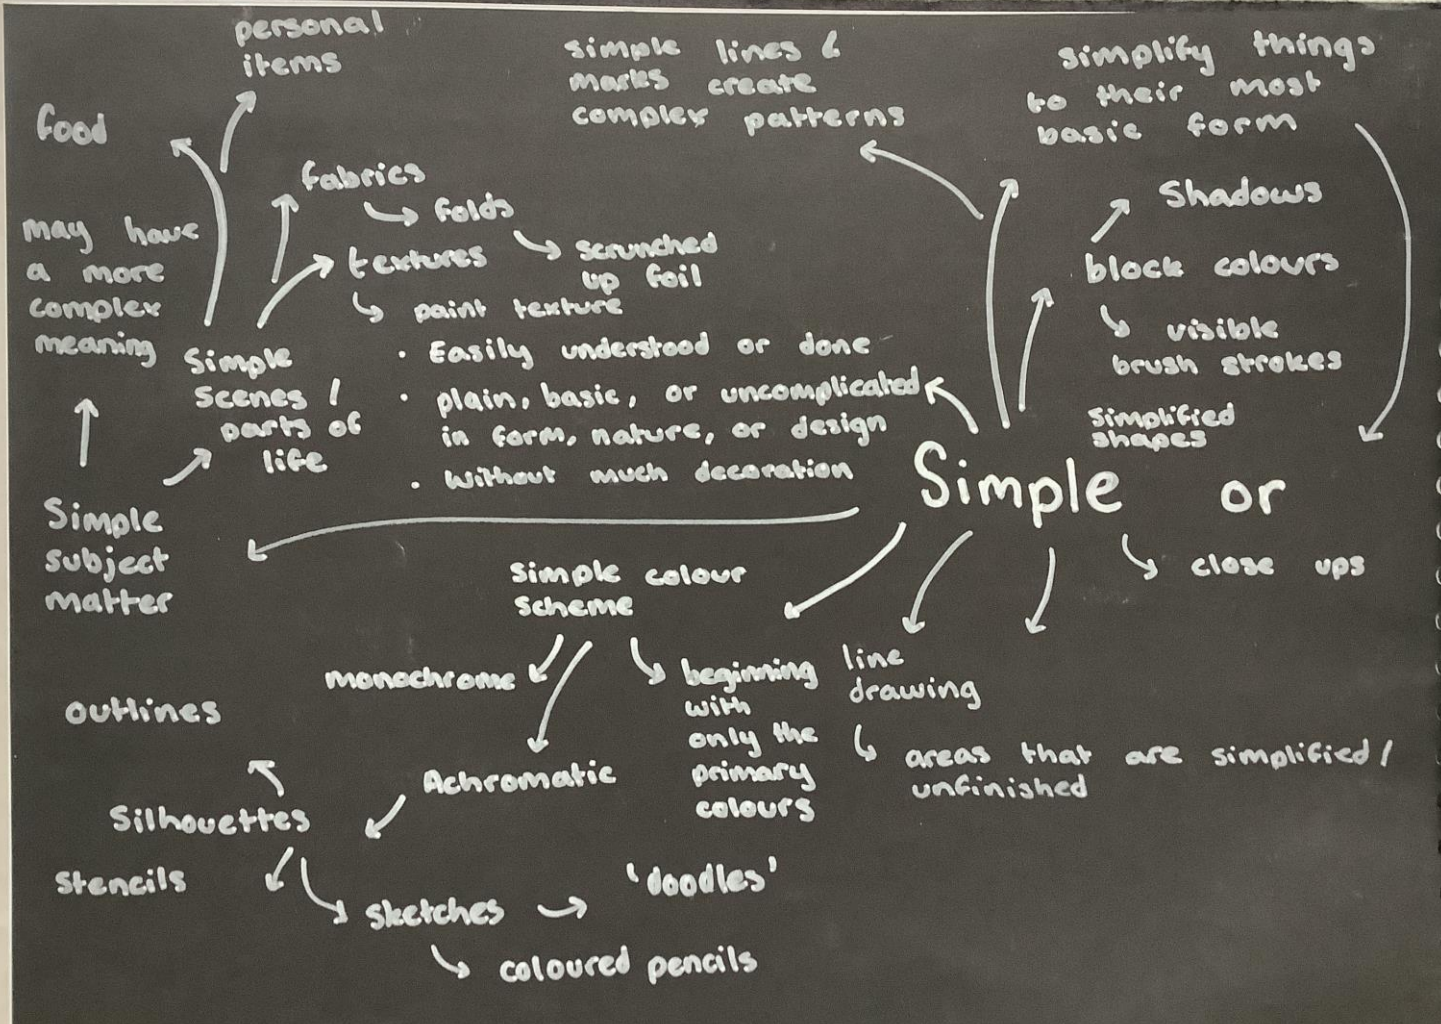 personal
items
food
simple lines &
marks create
complex patterns
simplify things
to their most
basic form
fabrics
folds
scrunched
up foil
textures
paint texture
may have
a more
complex
meaning
Simple
scenes /
parts of
life
• Easily understood or done
• plain, basic, or uncomplicated
in form, nature, or design
• without much decoration
Shadows
block colours
visible
brush strokes
simplified
shapes
Simple or
close ups
Simple
subject
matter
simple colour
scheme
monochrome
Achromatic
beginning
with
only the
primary
colours
line
drawing
areas that are simplified/
unfinished
outlines
Silhouettes
stencils
sketches
'doodles'
coloured pencils